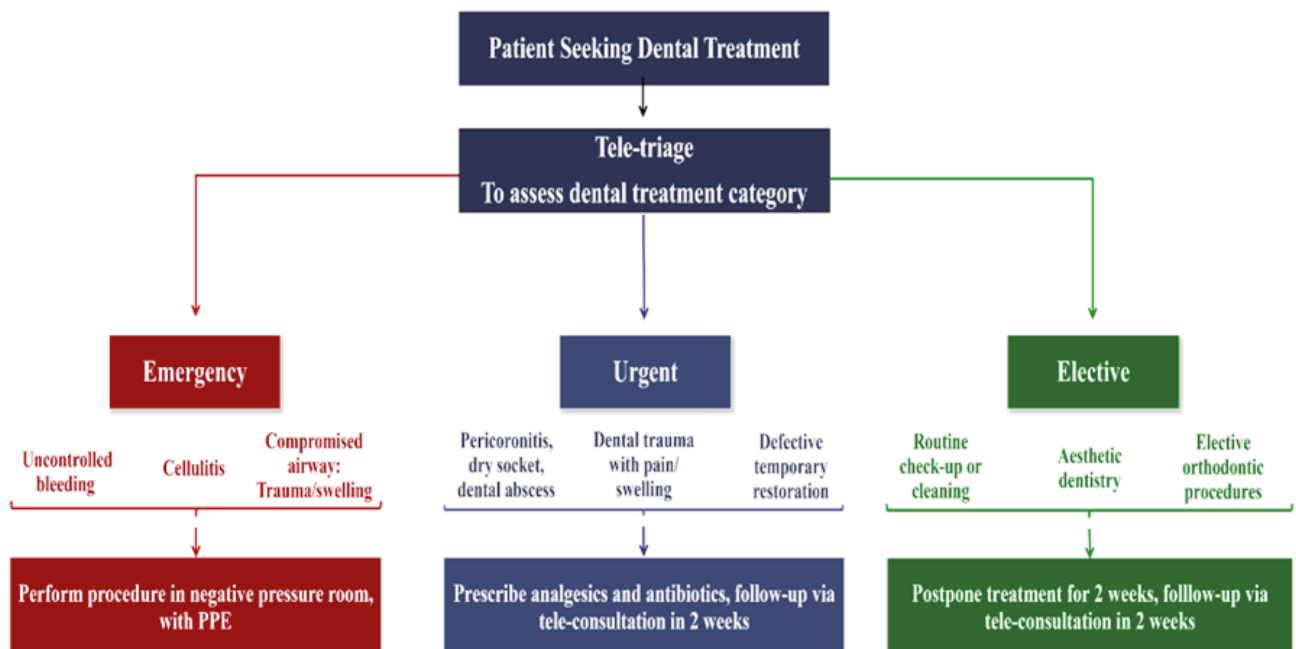 Patient Seeking Dental Treatment
Tele-triage
To assess dental treatment category
Emergency
Urgent
Elective
Uncontrolled
bleeding
Cellulitis
Compromised
airway:
Trauma/swelling
Pericoronitis,
dry socket,
dental abscess
Dental trauma
with pain/
swelling
Defective
temporary
restoration
Routine
check-up or
cleaning
Aesthetic
dentistry
Elective
orthodontic
procedures
Perform procedure in negative pressure room,
with PPE
Prescribe analgesics and antibiotics, follow-up via
tele-consultation in 2 weeks
Postpone treatment for 2 weeks, folllow-up via
tele-consultation in 2 weeks